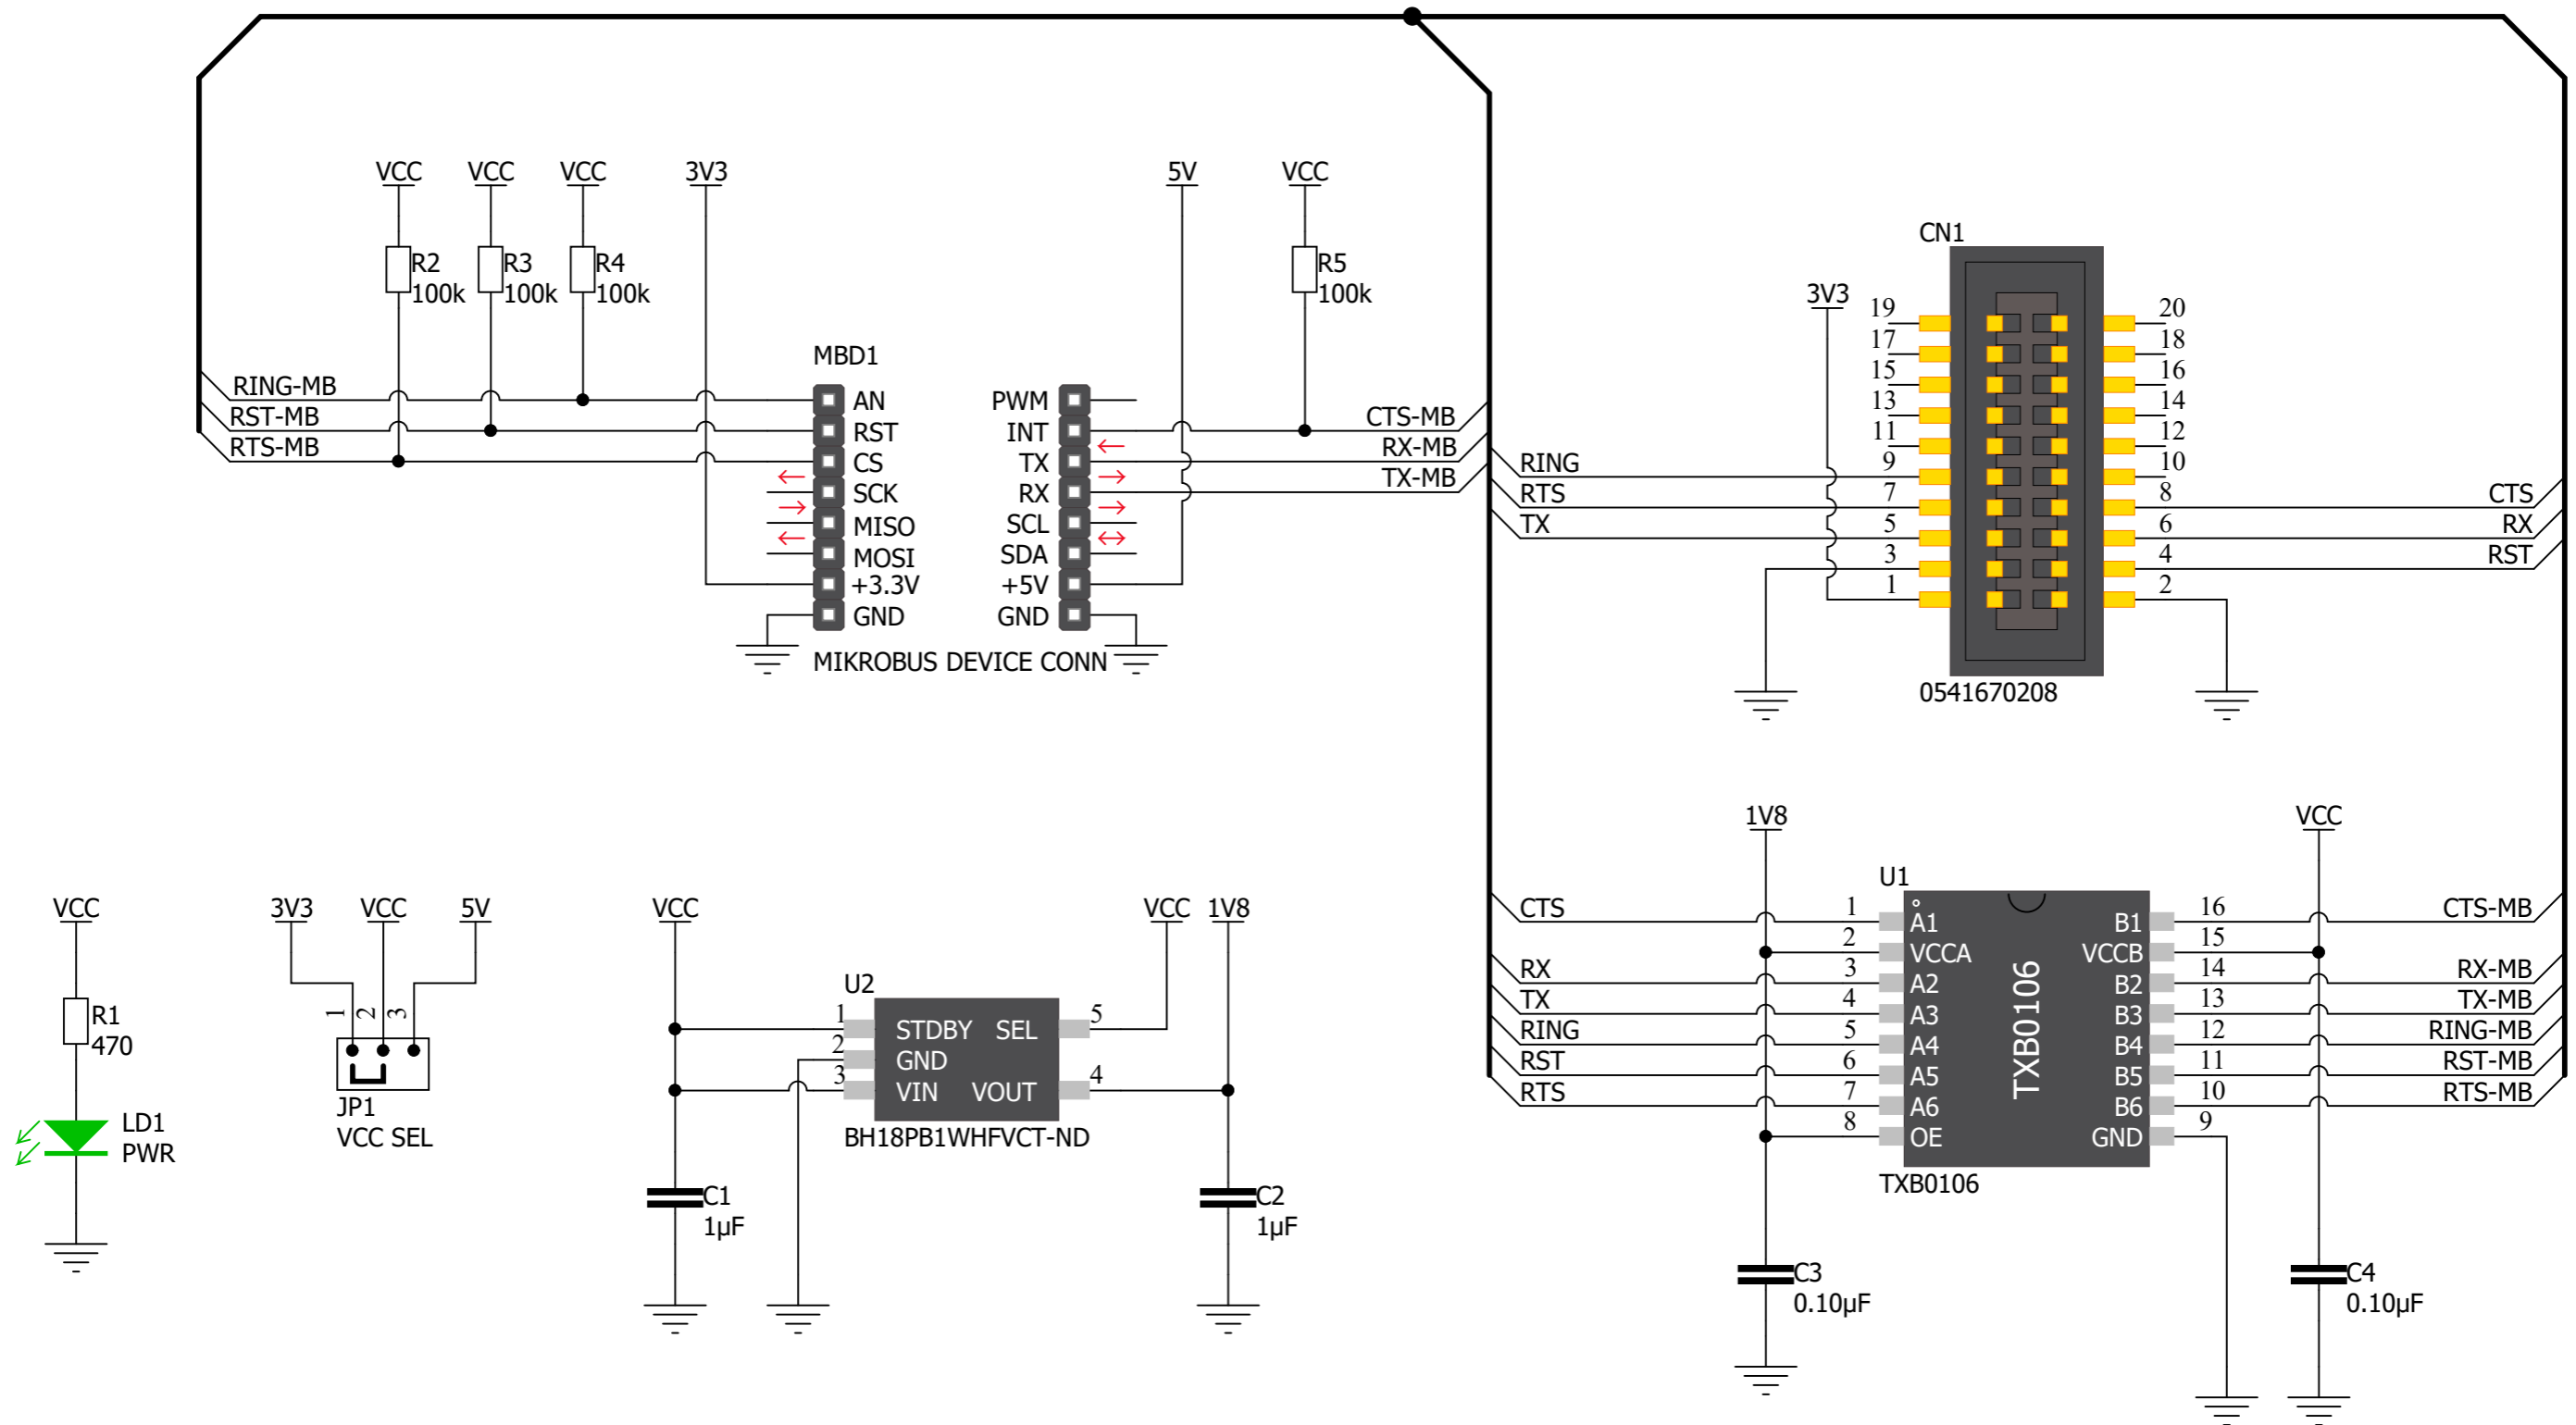 VCC
VCC
VCC
3V3
5V
VCC
R2
100k
R3
100k
R4
100k
R5
100k
MBD1
RING-MB
RST-MB
RTS-MB
AN
RST
CS
SCK
MISO
MOSI
+3.3V
GND
PWM
INT
TX
RX
SCL
SDA
+5V
GND
MIKROBUS DEVICE CONN
CTS-MB
RX-MB
TX-MB
CN1
3V3
19
17
15
13
11
9
7
5
3
1
20
18
16
14
12
10
8
6
4
2
RING
RTS
TX
CTS
RX
RST
0541670208
VCC
R1
470
LD1
PWR
3V3
VCC
5V
1
2
3
JP1
VCC SEL
VCC
VCC
1V8
U2
1
2
3
STDBY
SEL
GND
VIN
VOUT
5
4
BH18PB1WHFVCT-ND
C1
1µF
C2
1µF
1V8
VCC
U1
CTS
RX
TX
RING
RST
RTS
1
2
3
4
5
6
7
8
A1
VCCA
A2
A3
A4
A5
A6
OE
TXB0106
B1
VCCB
B2
B3
B4
B5
B6
GND
16
15
14
13
12
11
10
9
CTS-MB
RX-MB
TX-MB
RING-MB
RST-MB
RTS-MB
TXB0106
C3
0.10µF
C4
0.10µF